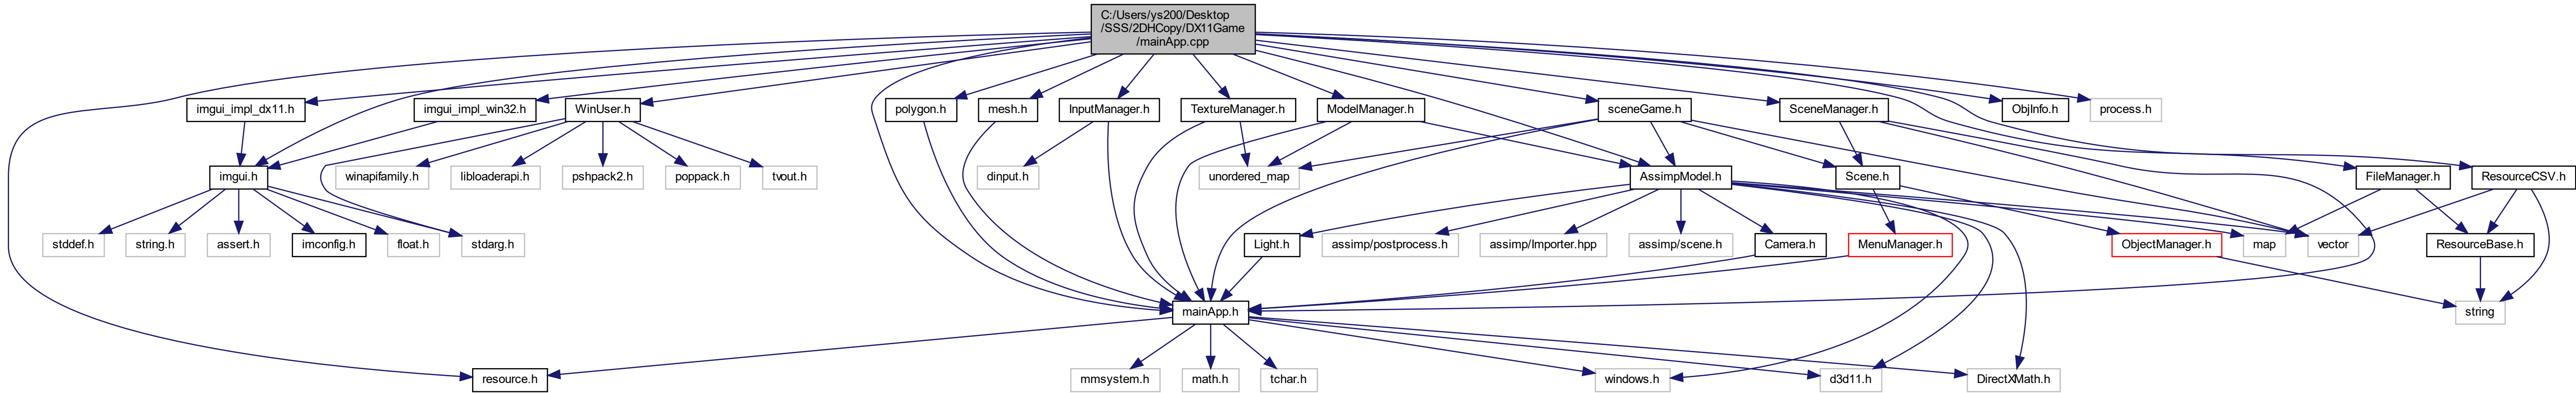 C:/Users/ys200/Desktop
/SSS/2DHCopy/DX11Game
/mainApp.cpp
imgui_impl_dx11.h
imgui_impl_win32.h
WinUser.h
polygon.h
mesh.h
InputManager.h
TextureManager.h
ModelManager.h
sceneGame.h
SceneManager.h
ObjInfo.h
process.h
imgui.h
winapifamily.h
libloaderapi.h
pshpack2.h
poppack.h
tvout.h
dinput.h
unordered_map
AssimpModel.h
Scene.h
FileManager.h
ResourceCSV.h
stddef.h
string.h
assert.h
imconfig.h
float.h
stdarg.h
Light.h
assimp/postprocess.h
assimp/Importer.hpp
assimp/scene.h
Camera.h
MenuManager.h
ObjectManager.h
map
vector
ResourceBase.h
mainApp.h
string
resource.h
mmsystem.h
math.h
tchar.h
windows.h
d3d11.h
DirectXMath.h